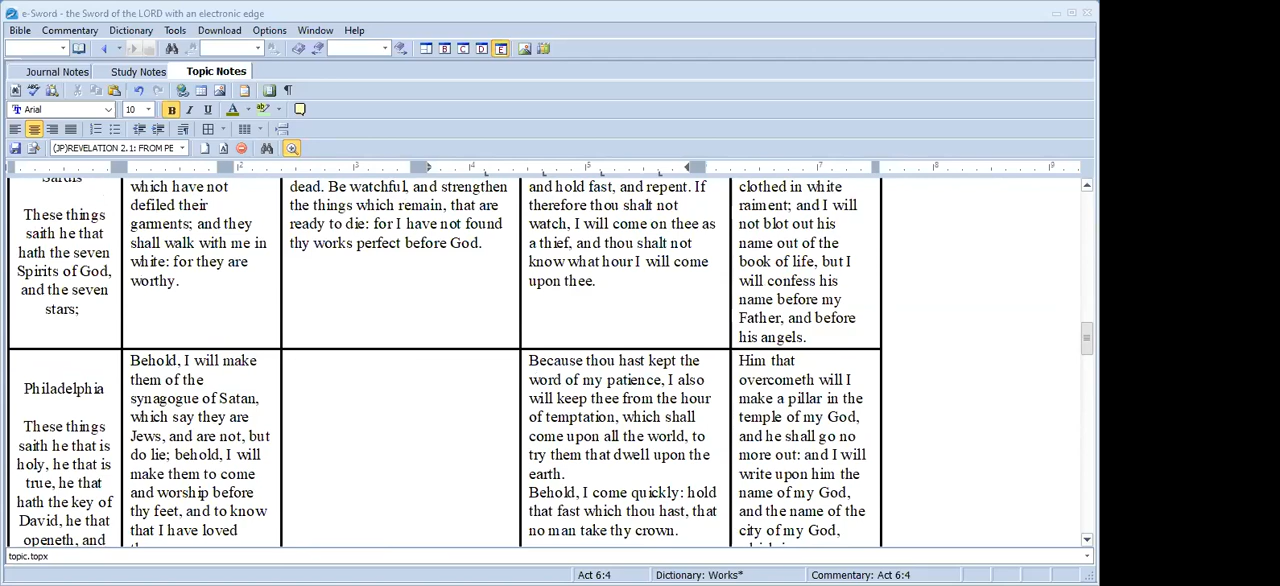 e-Sword - the Sword of the LORD with an electronic edge
Bible Commentary Dictionary Tools Download Options Window Help
B C D E
Journal Notes Study Notes Topic Notes
Arial 10 B I U A ab
(JP)REVELATION 2.1: FROM PE
2 3 4 5 7 9
Sardis
These things
saith he that
hath the seven
Spirits of God,
and the seven
stars;
which have not
defiled their
garments; and they
shall walk with me in
white: for they are
worthy.
dead. Be watchful, and strengthen
the things which remain, that are
ready to die: for I have not found
thy works perfect before God.
and hold fast, and repent. If
therefore thou shalt not
watch, I will come on thee as
a thief, and thou shalt not
know what hour I will come
upon thee.
clothed in white
raiment; and I will
not blot out his
name out of the
book of life, but I
will confess his
name before my
Father, and before
his angels.
Philadelphia
These things
saith he that is
holy, he that is
true, he that
hath the key of
David, he that
openeth, and
Behold, I will make
them of the
synagogue of Satan,
which say they are
Jews, and are not, but
do lie; behold, I will
make them to come
and worship before
thy feet, and to know
that I have loved
Because thou hast kept the
word of my patience, I also
will keep thee from the hour
of temptation, which shall
come upon all the world, to
try them that dwell upon the
earth.
Behold, I come quickly: hold
that fast which thou hast, that
no man take thy crown.
Him that
overcometh will I
make a pillar in the
temple of my God,
and he shall go no
more out: and I will
write upon him the
name of my God,
and the name of the
city of my God,
topic.topx
Act 6:4 Dictionary: Works* Commentary: Act 6:4